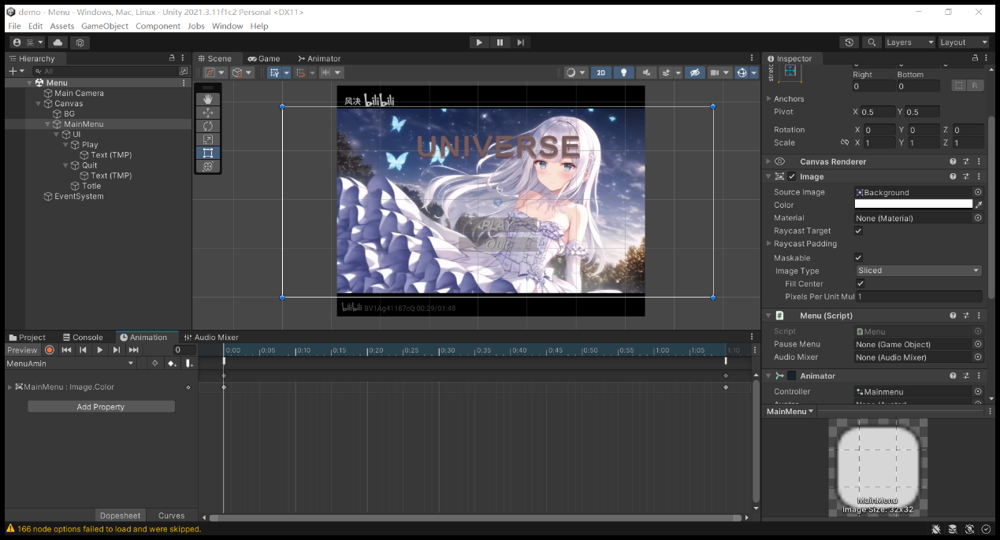 demo - Menu - Windows, Mac, Linux - Unity 2021.3.11f1c2 Personal <DX11>
File Edit Assets GameObject Component Jobs Window Help
吴 Layers Layout
Hierarchy
All
Menu
Main Camera
Canvas
BG
MainMenu
UI
Play
Text (TMP)
Quit
Text (TMP)
Totle
EventSystem
Scene Game Animator
2D
风决 bilibili
UNIVERSE
PLAY
Quit
bilibili BV1Ag41187cQ 00:29/01:48
Inspector
stretch
Right Bottom
0 0
R
Anchors
Pivot X 0.5 Y 0.5
Rotation X 0 Y 0 Z 0
Scale X 1 Y 1 Z 1
Canvas Renderer
Image
Source Image Background
Color
Material None (Material)
Raycast Target
Raycast Padding
Maskable
Image Type Sliced
Fill Center
Pixels Per Unit Mul 1
Menu (Script)
Script Menu
Pause Menu None (Game Object)
Audio Mixer None (Audio Mixer)
Animator
Controller Mainmenu
Avatar None (Avatar)
MainMenu
MainMenu
Image Size: 32x32
Project Console Animation Audio Mixer
Preview 0 0:00 0:05 0:10 0:15 0:20 0:25 0:30 0:35 0:40 0:45 0:50 0:55 1:00 1:05 1:10
MenuAmin
MainMenu : Image.Color
Add Property
Dopesheet Curves
166 node options failed to load and were skipped.